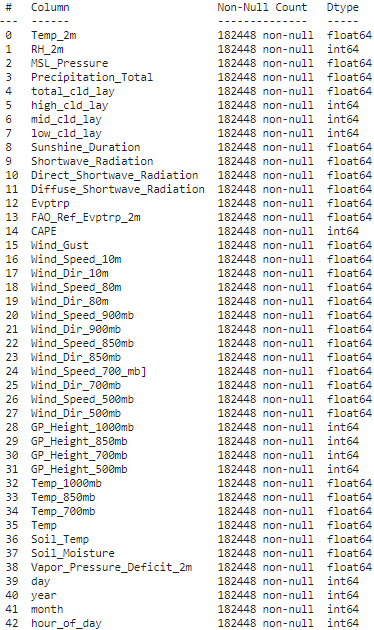 #   Column                       Non-Null Count   Dtype
---  ------                       --------------   -----
0   Temp_2m                      182448 non-null  float64
1   RH_2m                        182448 non-null  int64
2   MSL_Pressure                 182448 non-null  float64
3   Precipitation_Total          182448 non-null  float64
4   total_cld_lay                182448 non-null  float64
5   high_cld_lay                 182448 non-null  int64
6   mid_cld_lay                  182448 non-null  int64
7   low_cld_lay                  182448 non-null  int64
8   Sunshine_Duration            182448 non-null  float64
9   Shortwave_Radiation          182448 non-null  float64
10  Direct_Shortwave_Radiation   182448 non-null  float64
11  Diffuse_Shortwave_Radiation  182448 non-null  float64
12  Evptrp                       182448 non-null  float64
13  FAO_Ref_Evptrp_2m            182448 non-null  float64
14  CAPE                         182448 non-null  int64
15  Wind_Gust                    182448 non-null  float64
16  Wind_Speed_10m               182448 non-null  float64
17  Wind_Dir_10m                 182448 non-null  float64
18  Wind_Speed_80m               182448 non-null  float64
19  Wind_Dir_80m                 182448 non-null  float64
20  Wind_Speed_900mb             182448 non-null  float64
21  Wind_Dir_900mb               182448 non-null  float64
22  Wind_Speed_850mb             182448 non-null  float64
23  Wind_Dir_850mb               182448 non-null  float64
24  Wind_Speed_700_mb]           182448 non-null  float64
25  Wind_Dir_700mb               182448 non-null  float64
26  Wind_Speed_500mb             182448 non-null  float64
27  Wind_Dir_500mb               182448 non-null  float64
28  GP_Height_1000mb             182448 non-null  int64
29  GP_Height_850mb              182448 non-null  int64
30  GP_Height_700mb              182448 non-null  int64
31  GP_Height_500mb              182448 non-null  int64
32  Temp_1000mb                  182448 non-null  float64
33  Temp_850mb                   182448 non-null  float64
34  Temp_700mb                   182448 non-null  float64
35  Temp                         182448 non-null  int64
36  Soil_Temp                    182448 non-null  float64
37  Soil_Moisture                182448 non-null  float64
38  Vapor_Pressure_Deficit_2m    182448 non-null  float64
39  day                          182448 non-null  int64
40  year                         182448 non-null  int64
41  month                        182448 non-null  int64
42  hour_of_day                  182448 non-null  int64